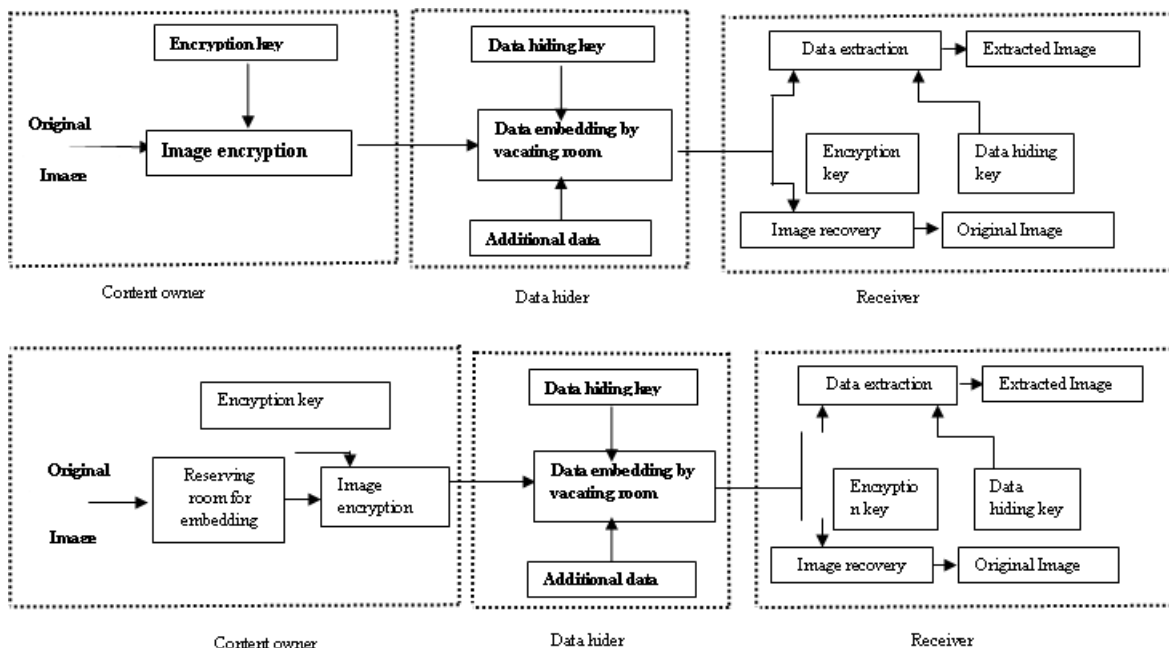 Encryption key
Original
Image
Image encryption
Content owner
Data hiding key
Data embedding by
vacating room
Additional data
Data hider
Data extraction
Extracted Image
Encryption
key
Data hiding
key
Image recovery
Original Image
Receiver
Encryption key
Original
Image
Reserving
room for
embedding
Image
encryption
Content owner
Data hiding key
Data embedding by
vacating room
Additional data
Data hider
Data extraction
Extracted Image
Encryptio
n key
Data
hiding key
Image recovery
Original Image
Receiver